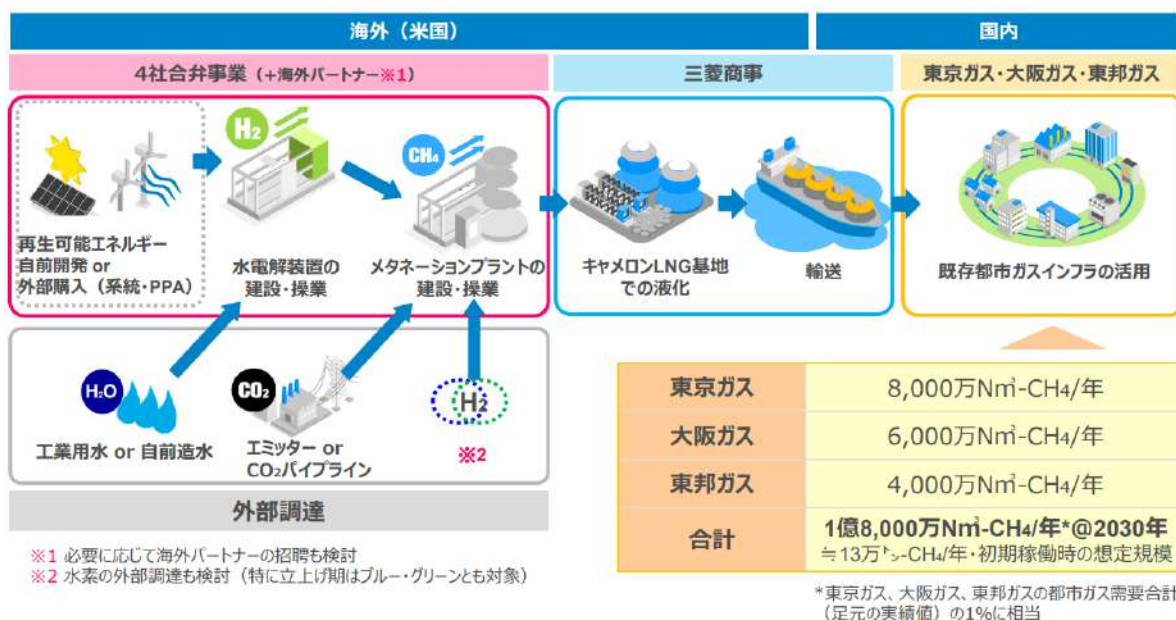 海外（米国）
国内
4社合弁事業（+海外パートナー※1）
三菱商事
東京ガス・大阪ガス・東邦ガス
H₂
CH₄
再生可能エネルギー
自前開発 or
外部購入（系統・PPA）
水電解装置の
建設・操業
メタネーションプラントの
建設・操業
キャメロンLNG基地
での液化
輸送
既存都市ガスインフラの活用
H₂O
CO₂
H₂
工業用水 or 自前造水
エミッター or
CO₂パイプライン
※2
外部調達
※1 必要に応じて海外パートナーの招聘も検討
※2 水素の外部調達も検討（特に立上げ期はブルー・グリーンとも対象）
東京ガス 8,000万N㎥-CH₄/年
大阪ガス 6,000万N㎥-CH₄/年
東邦ガス 4,000万N㎥-CH₄/年
合計 1億8,000万N㎥-CH₄/年*@2030年
≒13万㌧-CH₄/年・初期稼働時の想定規模
*東京ガス、大阪ガス、東邦ガスの都市ガス需要合計
（足元の実績値）の1%に相当